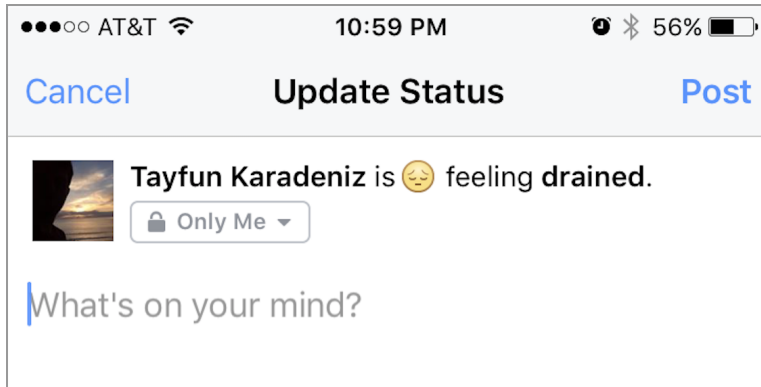 AT&T 10:59 PM 56%
Cancel Update Status Post
Tayfun Karadeniz is 😔 feeling drained.
Only Me
What's on your mind?